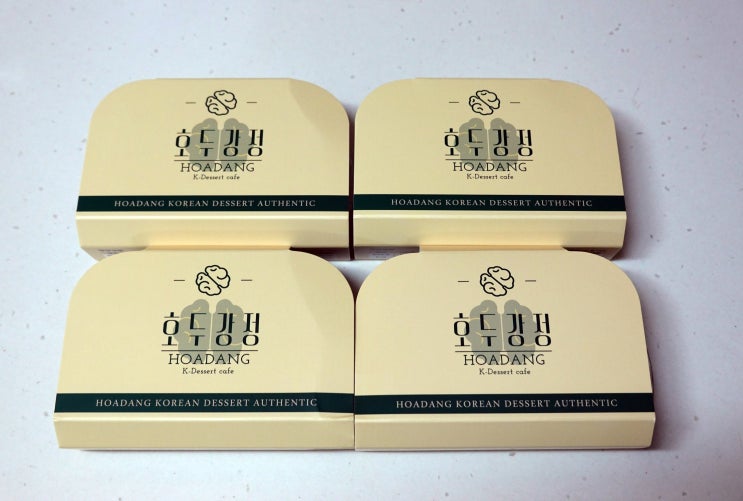 호두강정
HOADANG
K-Dessert cafe
HOADANG KOREAN DESSERT AUTHENTIC
호두강정
HOADANG
K-Dessert cafe
HOADANG KOREAN DESSERT AUTHENTIC
호두강정
HOADANG
K-Dessert cafe
HOADANG KOREAN DESSERT AUTHENTIC
호두강정
HOADANG
K-Dessert cafe
HOADANG KOREAN DESSERT AUTHENTIC